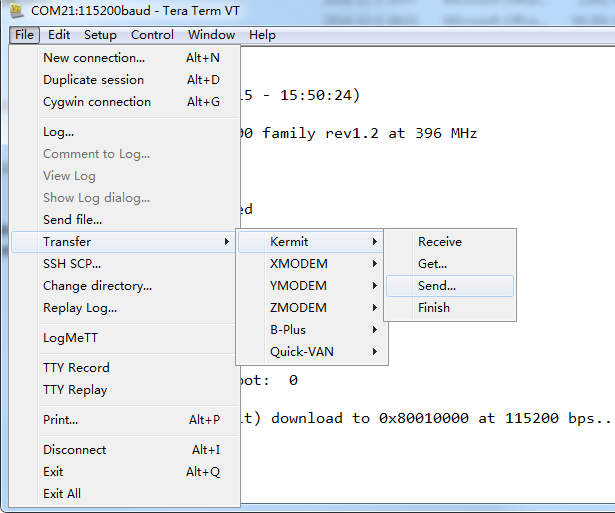 COM21:115200baud - Tera Term VT
File Edit Setup Control Window Help
New connection... Alt+N
Duplicate session Alt+D
Cygwin connection Alt+G
Log...
Comment to Log...
View Log
Show Log dialog...
Send file...
Transfer
SSH SCP...
Change directory...
Replay Log...
LogMeTT
TTY Record
TTY Replay
Print... Alt+P
Disconnect Alt+I
Exit Alt+Q
Exit All
Kermit
XMODEM
YMODEM
ZMODEM
B-Plus
Quick-VAN
Receive
Get...
Send...
Finish
15 - 15:50:24)
00 family rev1.2 at 396 MHz
ed
oot: 0
it) download to 0x80010000 at 115200 bps..